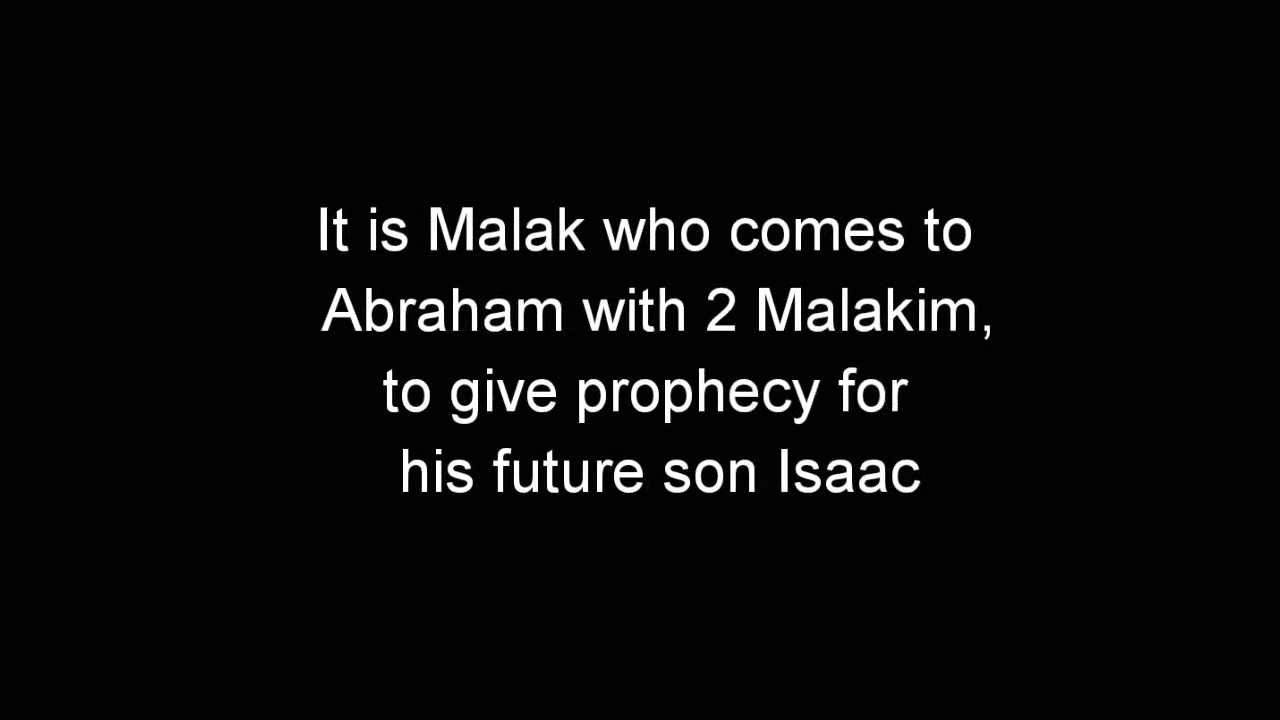 It is Malak who comes to
Abraham with 2 Malakim,
to give prophecy for
his future son Isaac